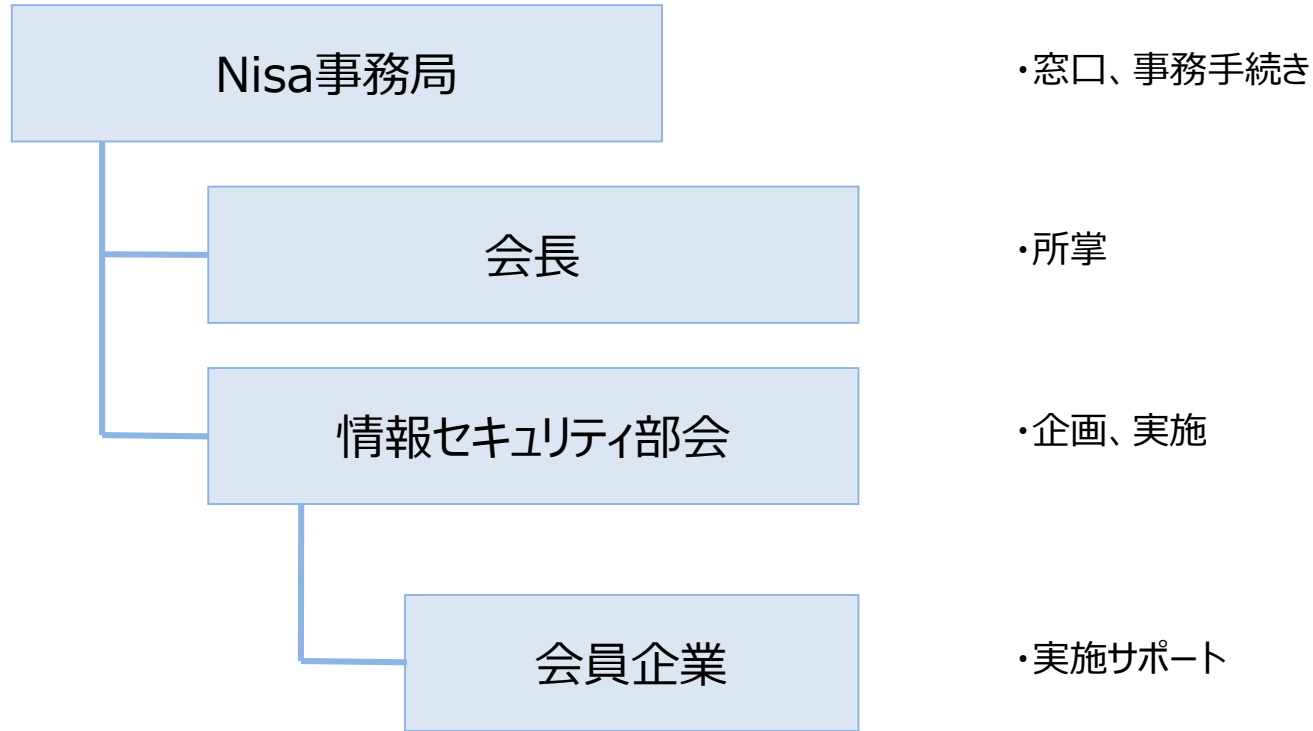 Nisa事務局
・窓口、事務手続き
会長
・所掌
情報セキュリティ部会
・企画、実施
会員企業
・実施サポート